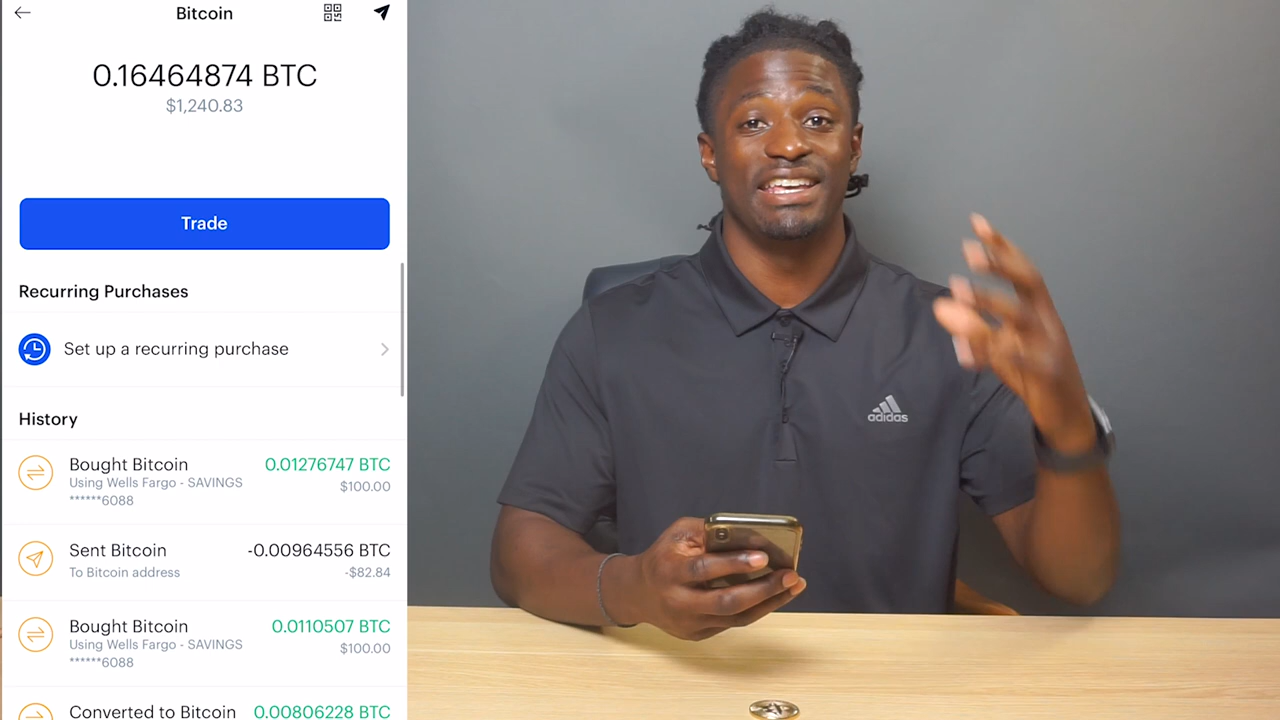 Bitcoin
0.16464874 BTC
$1,240.83
Trade
Recurring Purchases
Set up a recurring purchase
History
Bought Bitcoin 0.01276747 BTC
Using Wells Fargo - SAVINGS $100.00
******6088
Sent Bitcoin -0.00964556 BTC
To Bitcoin address -$82.84
Bought Bitcoin 0.0110507 BTC
Using Wells Fargo - SAVINGS $100.00
******6088
Converted to Bitcoin 0.00806228 BTC
adidas